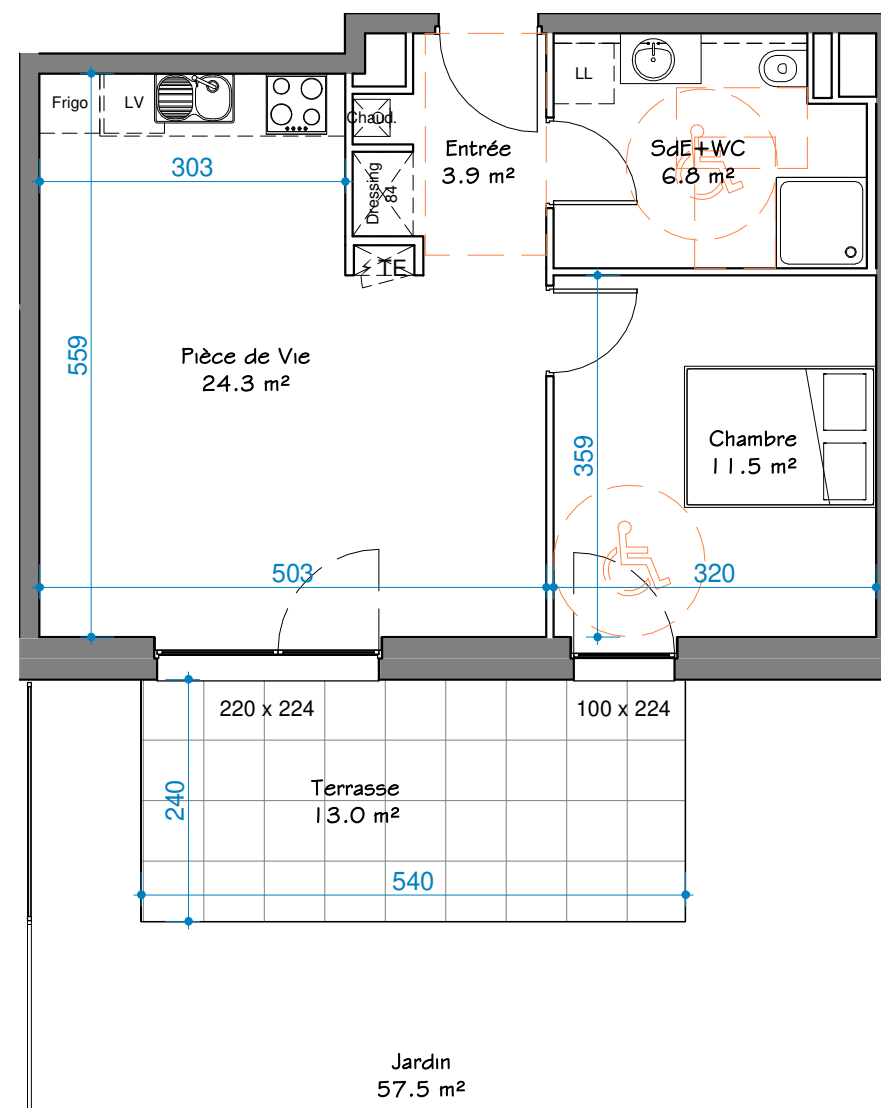 Frigo
LV
LL
Chaud.
Entrée
3.9 m²
SdE+WC
6.8 m²
303
Dressing
84
TE
559
Pièce de Vie
24.3 m²
359
Chambre
11.5 m²
503
320
220 x 224
100 x 224
240
Terrasse
13.0 m²
540
Jardin
57.5 m²